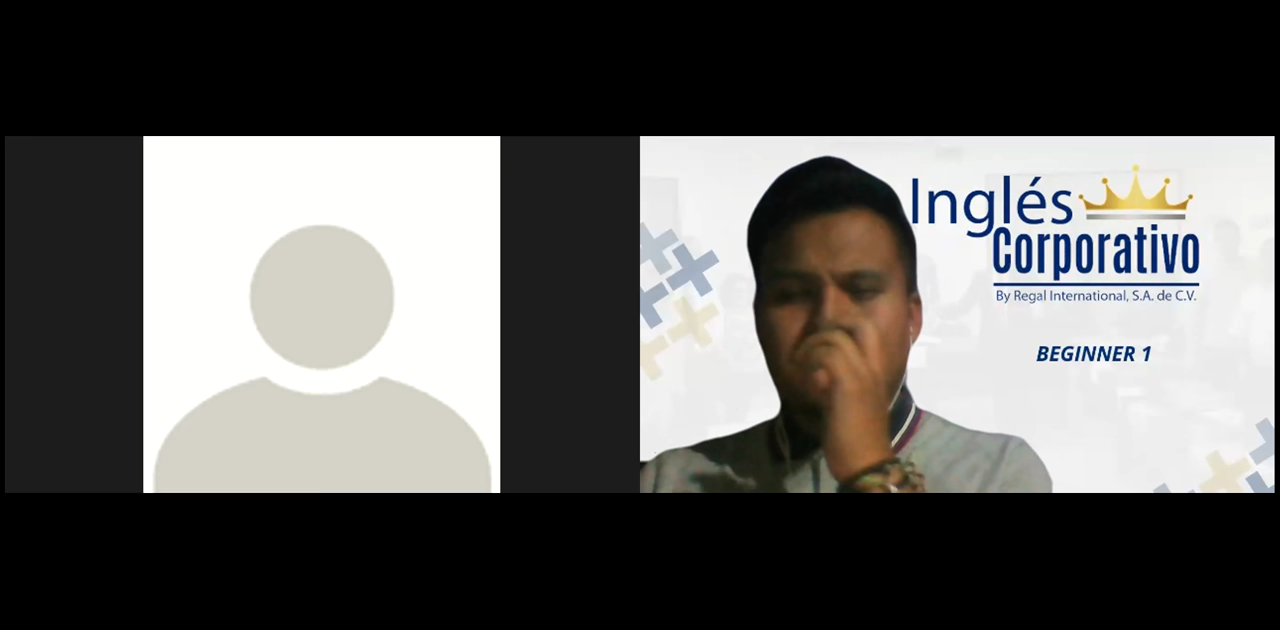 Inglés
Corporativo
By Regal International, S.A. de C.V.
BEGINNER 1